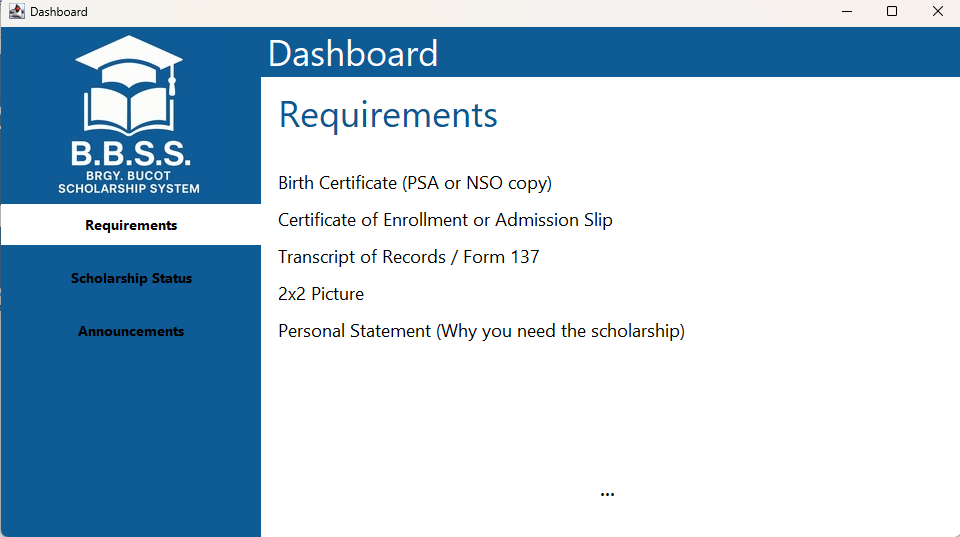 Dashboard
Dashboard
B.B.S.S.
BRGY. BUCOT
SCHOLARSHIP SYSTEM
Requirements
Scholarship Status
Announcements
Requirements
Birth Certificate (PSA or NSO copy)
Certificate of Enrollment or Admission Slip
Transcript of Records / Form 137
2x2 Picture
Personal Statement (Why you need the scholarship)
...